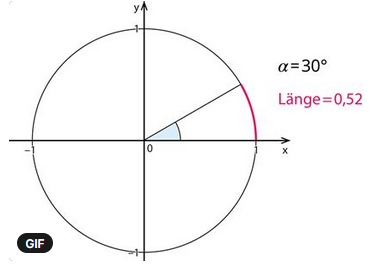 y
1
α=30°
Länge=0,52
-1
0
1
x
-1
GIF